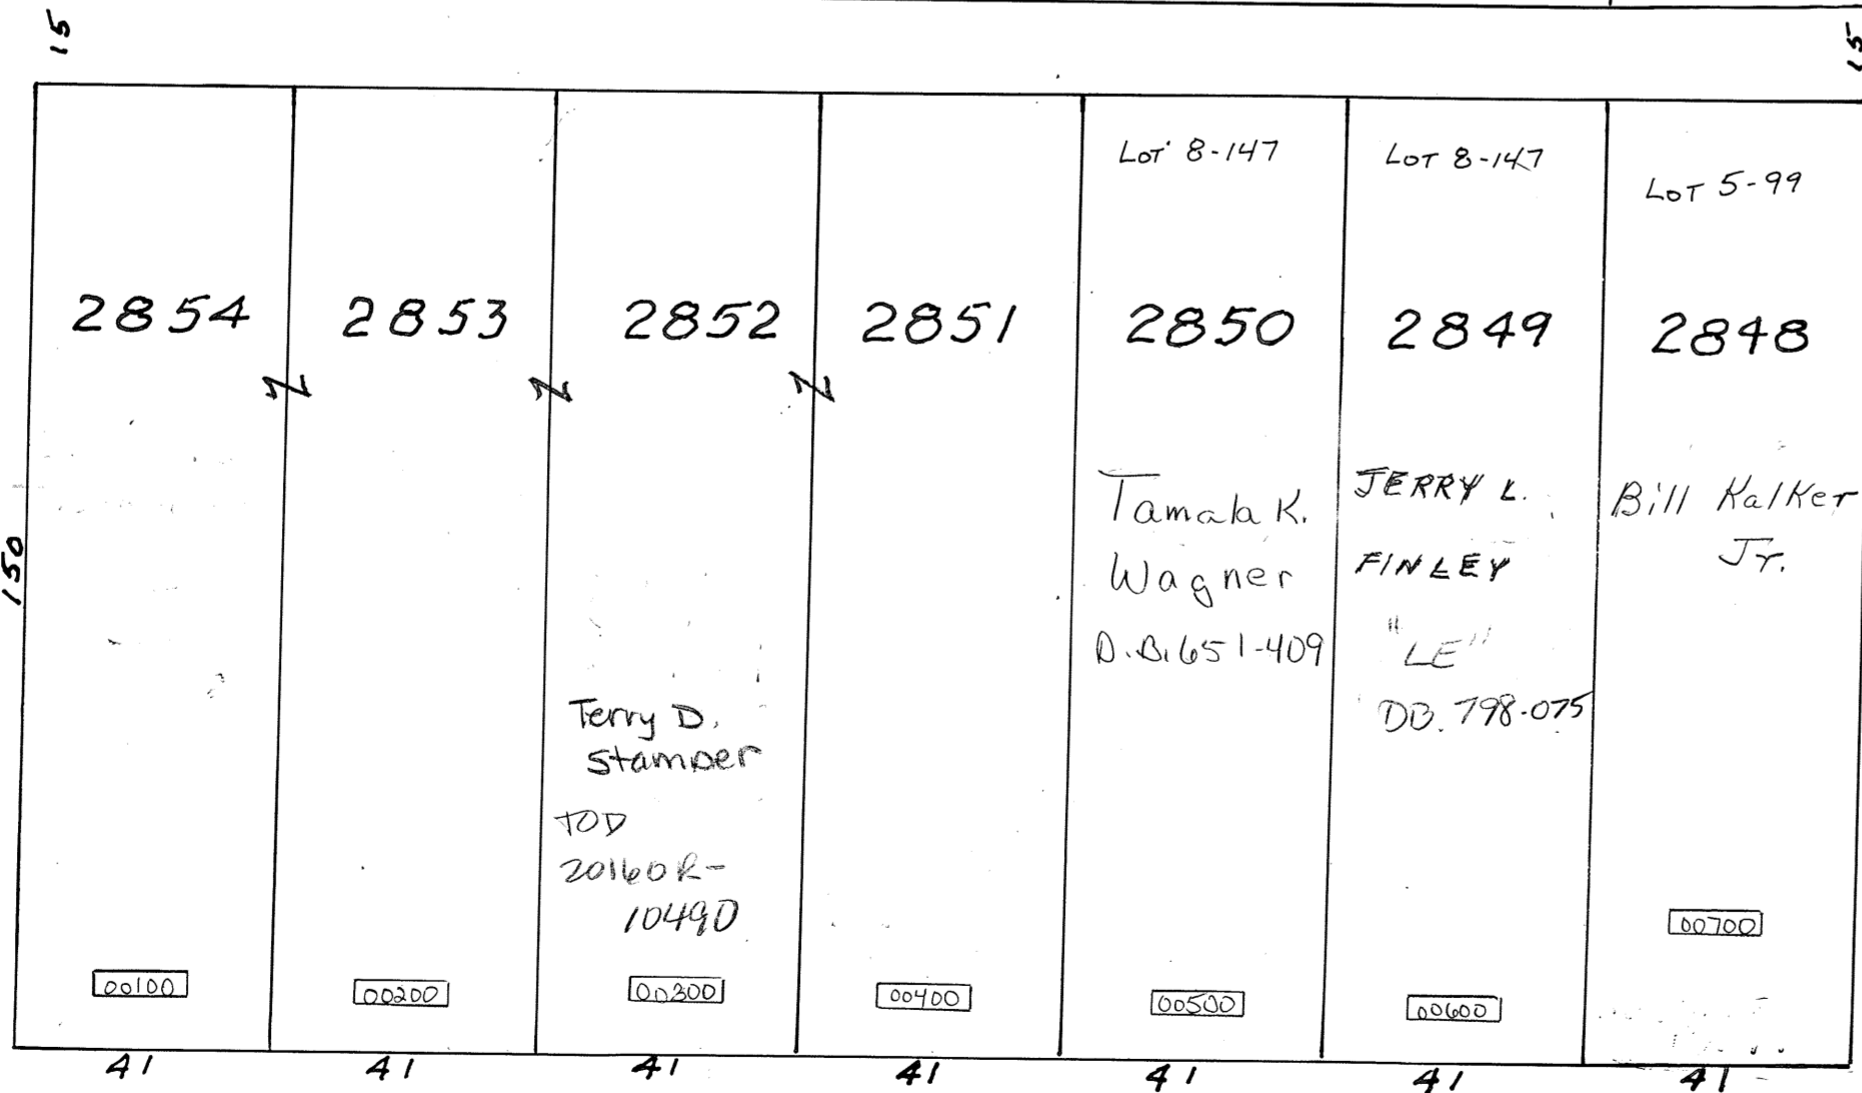 15
15
LOT 8-147
LOT 8-147
LOT 5-99
2854
2853
2852
2851
2850
2849
2848
Z
Z
Z
150
Tamala K.
Wagner
D.B. 651-409
JERRY L.
FINLEY
"LE"
DB. 798-075
Bill Kalker
Jr.
Terry D.
Stamper
TOD
20160R-
10490
00100
00200
00300
00400
00500
00600
00700
41
41
41
41
41
41
41